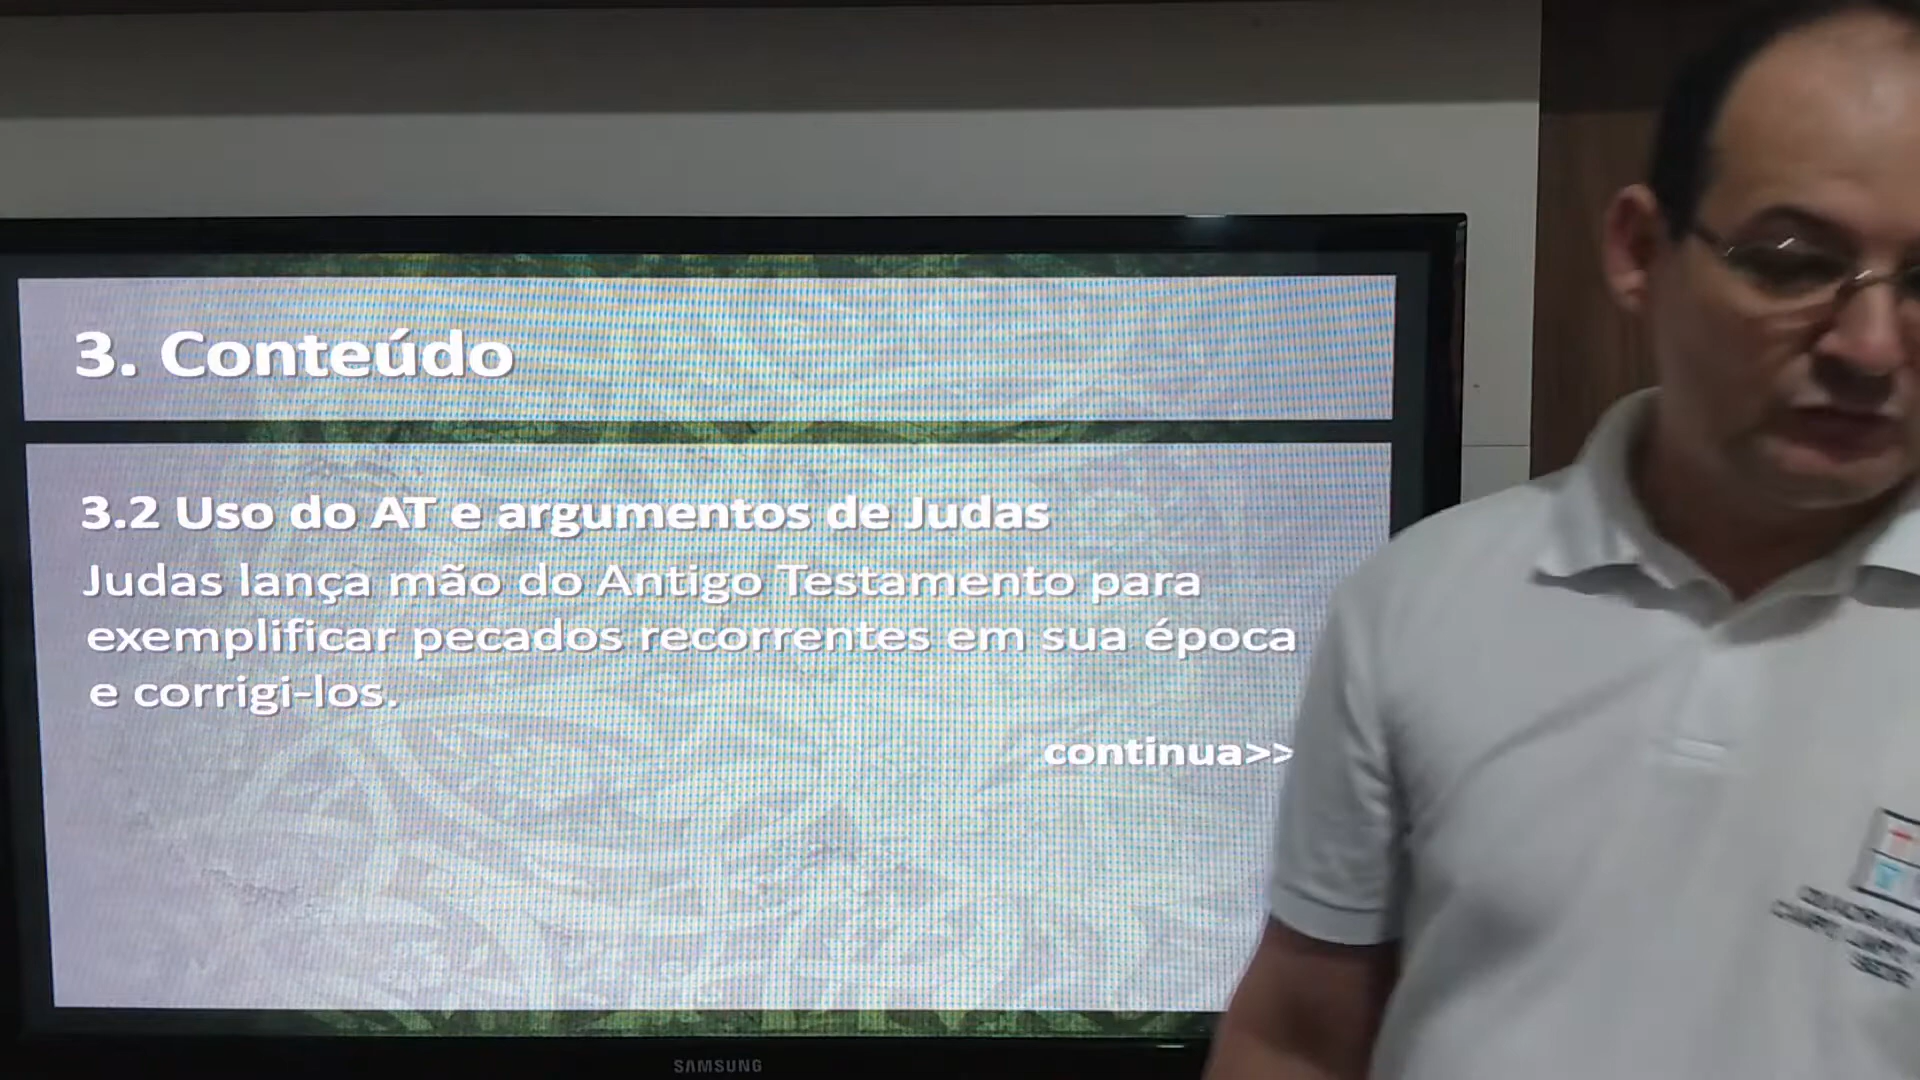 3. Conteúdo
3.2 Uso do AT e argumentos de Judas
Judas lança mão do Antigo Testamento para
exemplificar pecados recorrentes em sua época
e corrigi-los.
continua>>
SAMSUNG